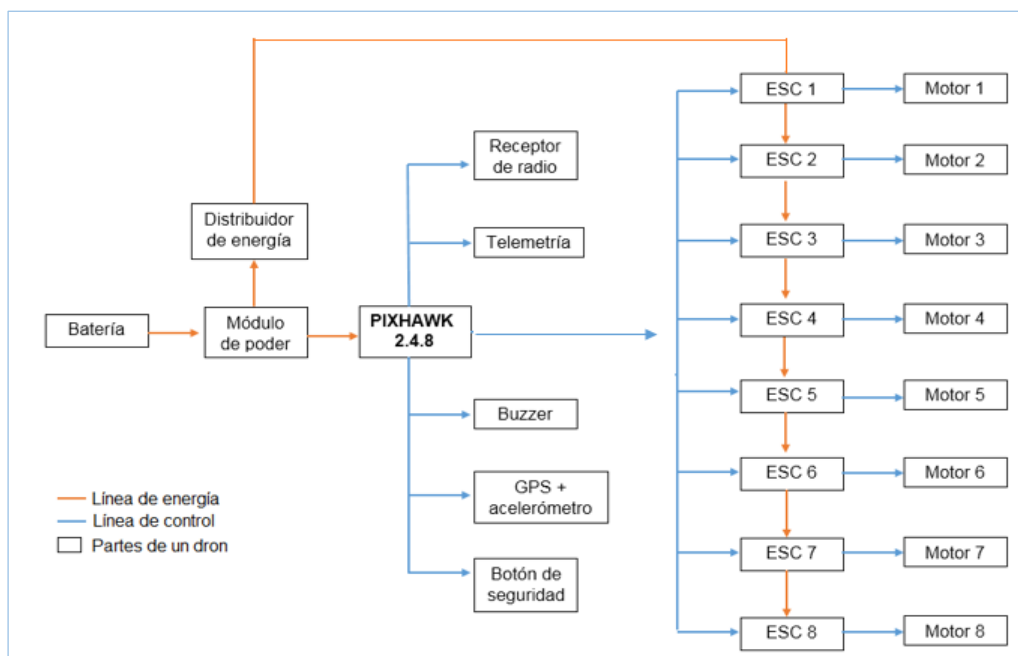 ESC 1
Motor 1
Receptor
de radio
ESC 2
Motor 2
Distribuidor
de energía
Telemetría
ESC 3
Motor 3
Batería
Módulo
de poder
PIXHAWK
2.4.8
ESC 4
Motor 4
Buzzer
ESC 5
Motor 5
GPS +
acelerómetro
ESC 6
Motor 6
Línea de energía
Línea de control
Partes de un dron
Botón de
seguridad
ESC 7
Motor 7
ESC 8
Motor 8